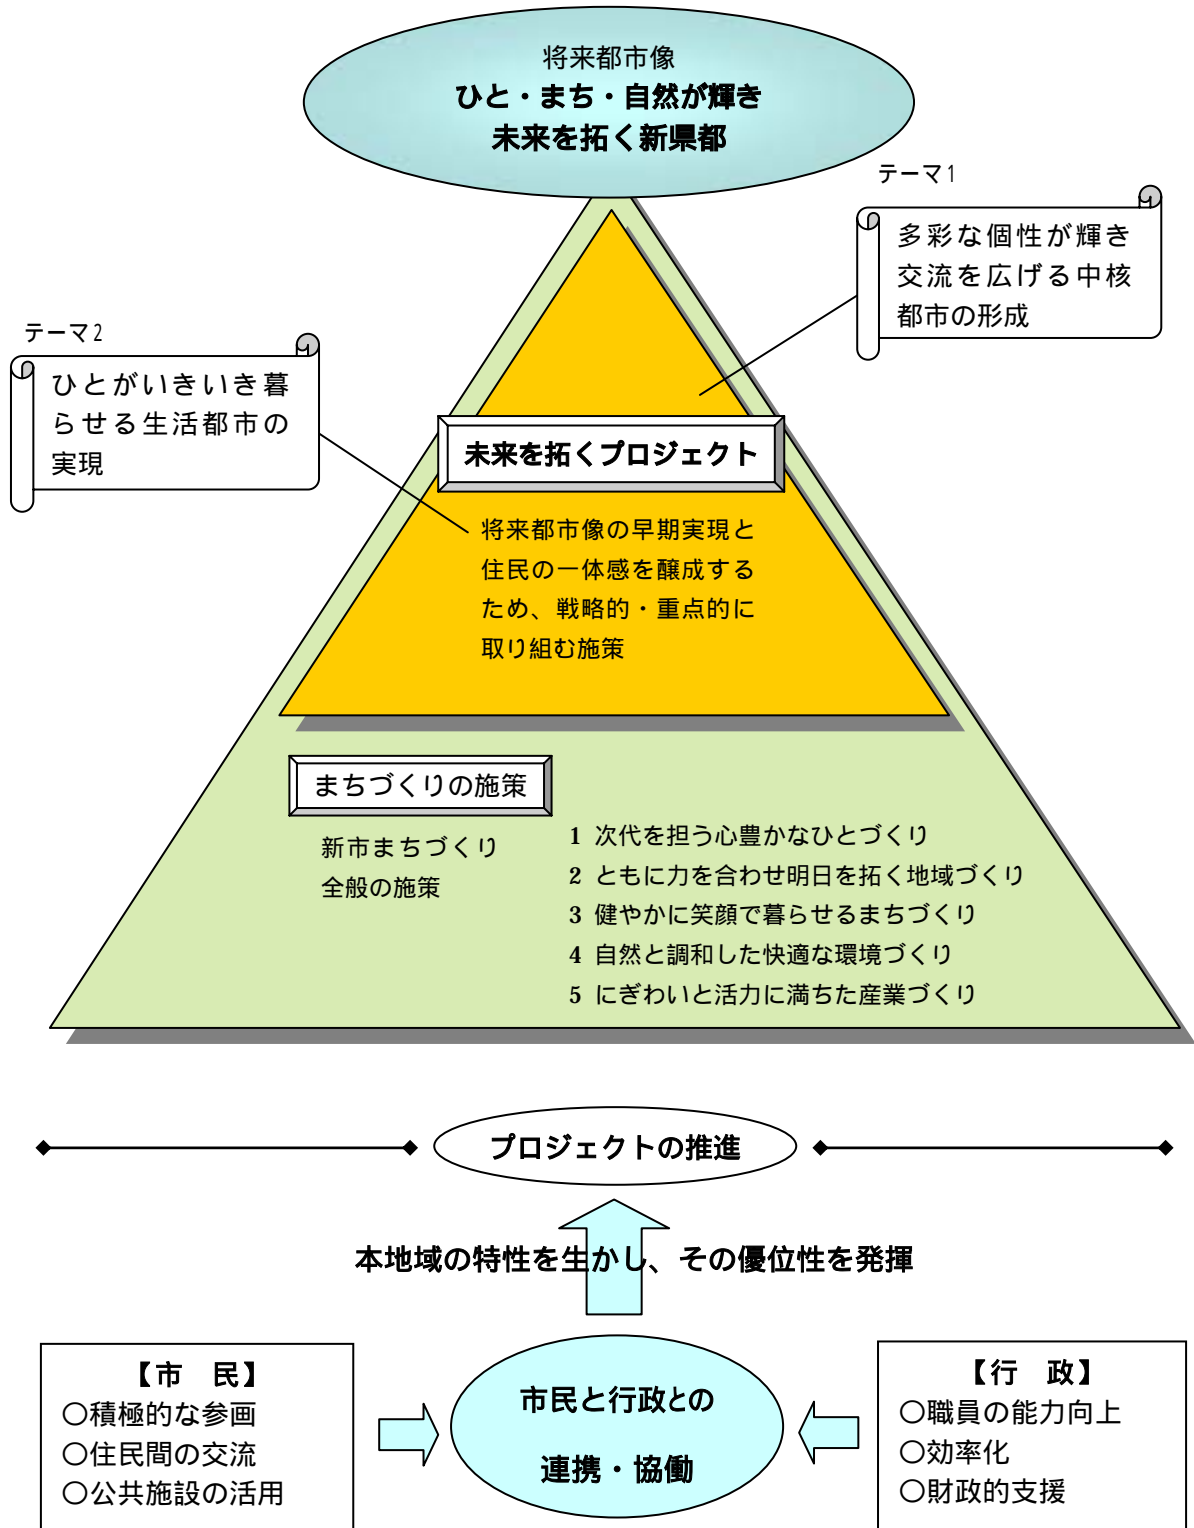 将来都市像
ひと・まち・自然が輝き
未来を拓く新県都
テーマ1
多彩な個性が輝き
交流を広げる中核
都市の形成
テーマ2
ひとがいきいき暮
らせる生活都市の
実現
未来を拓くプロジェクト
将来都市像の早期実現と
住民の一体感を醸成する
ため、戦略的・重点的に
取り組む施策
まちづくりの施策
新市まちづくり
全般の施策
1 次代を担う心豊かなひとづくり
2 ともに力を合わせ明日を拓く地域づくり
3 健やかに笑顔で暮らせるまちづくり
4 自然と調和した快適な環境づくり
5 にぎわいと活力に満ちた産業づくり
プロジェクトの推進
本地域の特性を生かし、その優位性を発揮
【市　民】
○積極的な参画
○住民間の交流
○公共施設の活用
市民と行政との
連携・協働
【行　政】
○職員の能力向上
○効率化
○財政的支援